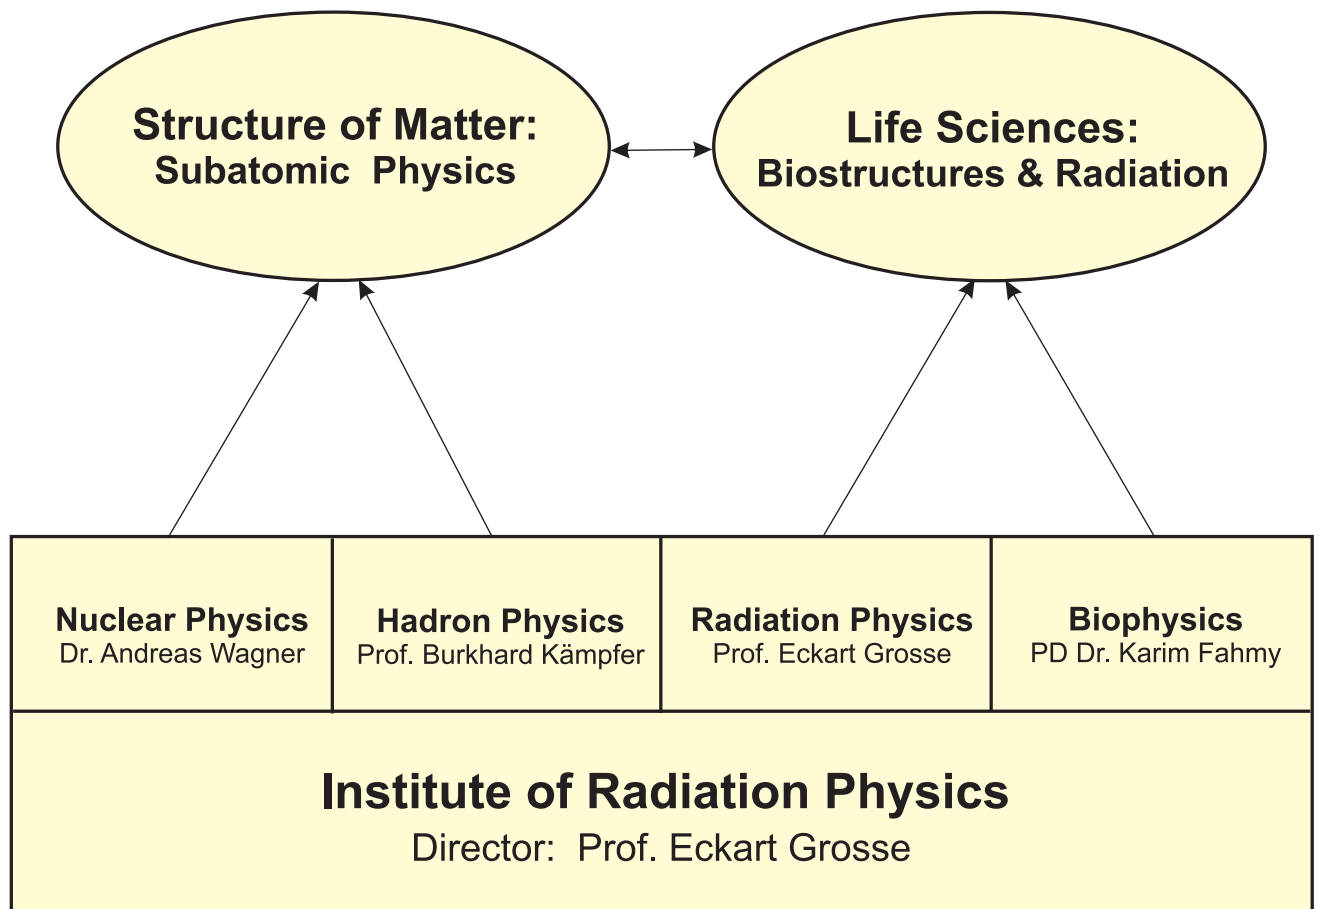 Structure of Matter:
Subatomic Physics
Life Sciences:
Biostructures & Radiation
Nuclear Physics
Dr. Andreas Wagner
Hadron Physics
Prof. Burkhard Kämpfer
Radiation Physics
Prof. Eckart Grosse
Biophysics
PD Dr. Karim Fahmy
Institute of Radiation Physics
Director: Prof. Eckart Grosse